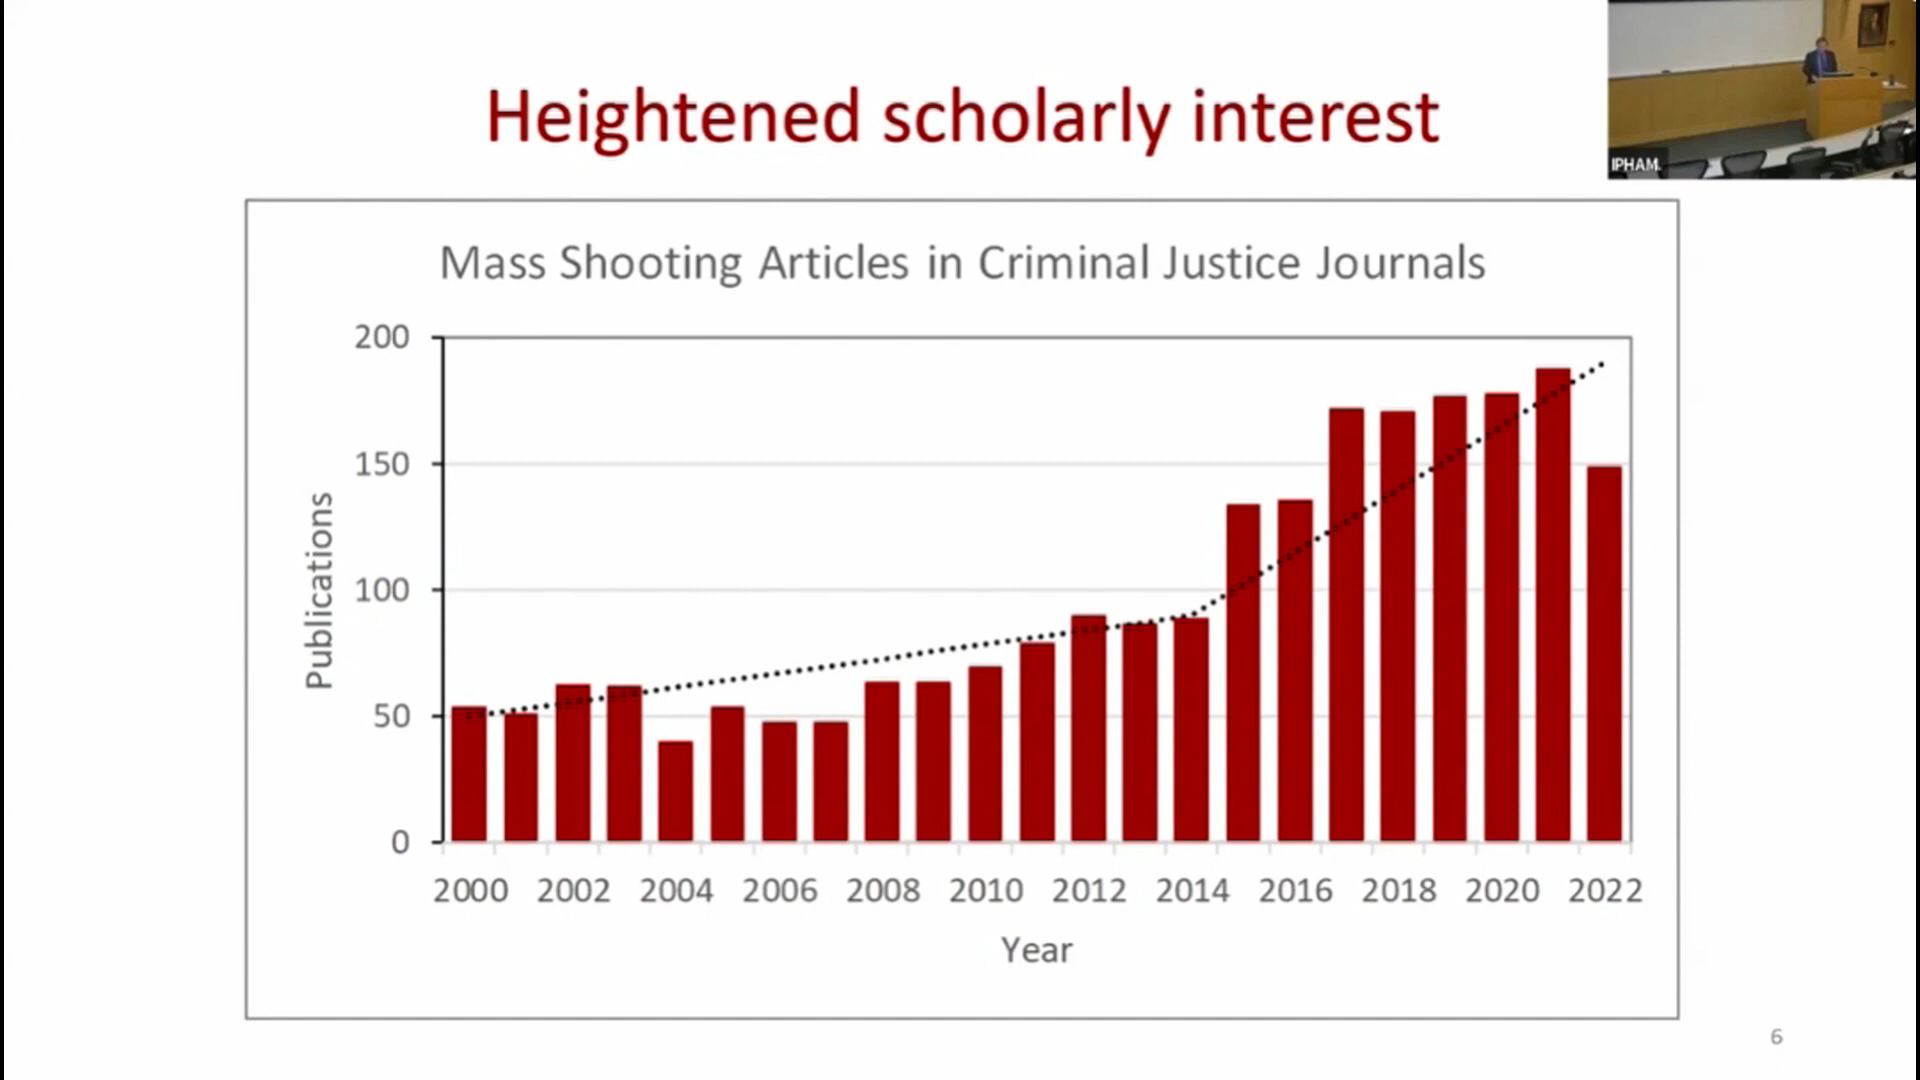 Heightened scholarly interest
IPHAM
Mass Shooting Articles in Criminal Justice Journals
200
150
100
50
0
Publications
2000 2002 2004 2006 2008 2010 2012 2014 2016 2018 2020 2022
Year
6